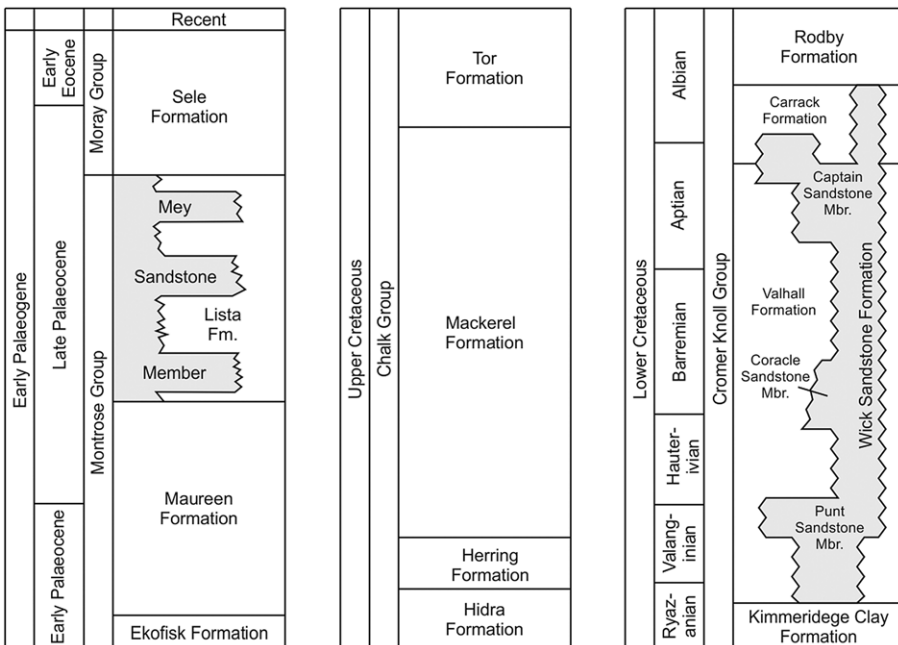 Recent
Early Palaeogene
Early
Eocene
Late Palaeocene
Early Palaeocene
Moray Group
Montrose Group
Sele
Formation
Mey
Sandstone
Member
Lista
Fm.
Maureen
Formation
Ekofisk Formation
Upper Cretaceous
Chalk Group
Tor
Formation
Mackerel
Formation
Herring
Formation
Hidra
Formation
Lower Cretaceous
Albian
Aptian
Barremian
Hauter-
ivian
Valang-
inian
Ryaz-
anian
Cromer Knoll Group
Rodby
Formation
Carrack
Formation
Captain
Sandstone
Mbr.
Valhall
Formation
Coracle
Sandstone
Mbr.
Wick Sandstone Formation
Punt
Sandstone
Mbr.
Kimmeridege Clay
Formation